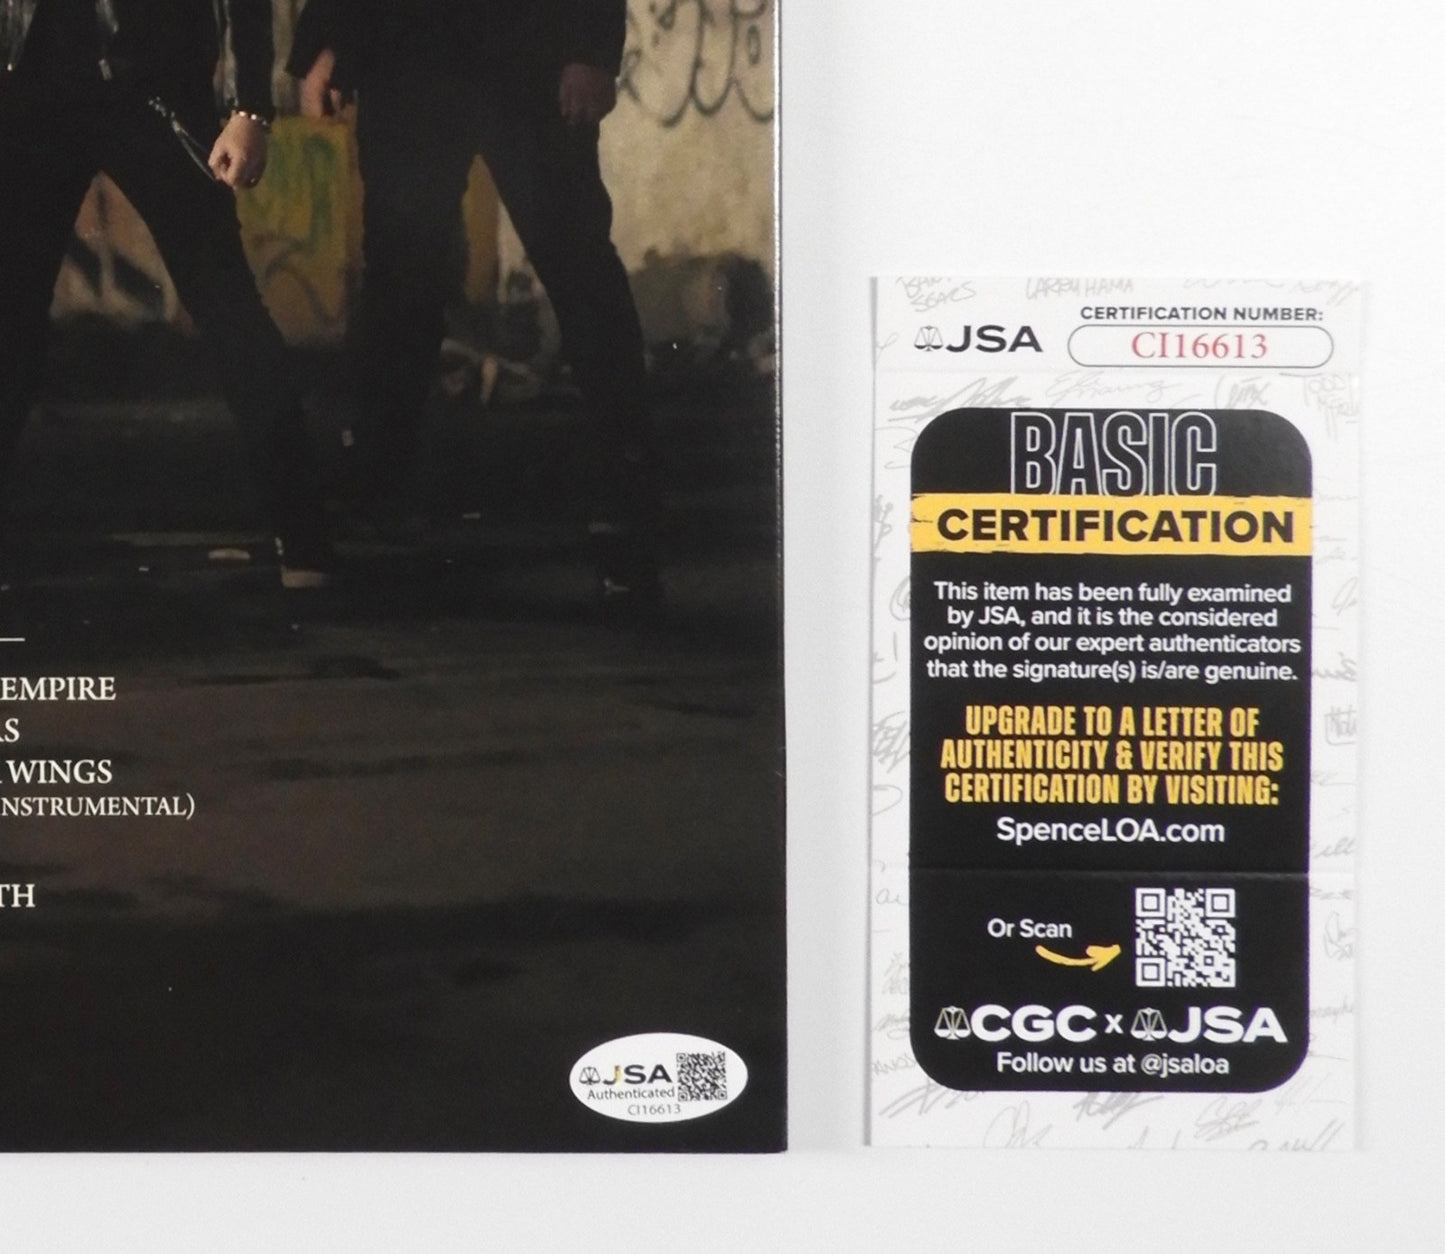 EMPIRE
WINGS
NSTRUMENTAL)
TH
JSA
Authenticated
CI16613
LARRY HAMA
SEARS
JSA
CERTIFICATION NUMBER:
CI16613
BASIC
CERTIFICATION
This item has been fully examined
by JSA, and it is the considered
opinion of our expert authenticators
that the signature(s) is/are genuine.
UPGRADE TO A LETTER OF
AUTHENTICITY & VERIFY THIS
CERTIFICATION BY VISITING:
SpenceLOA.com
Or Scan
CGC x JSA
Follow us at @jsaloa